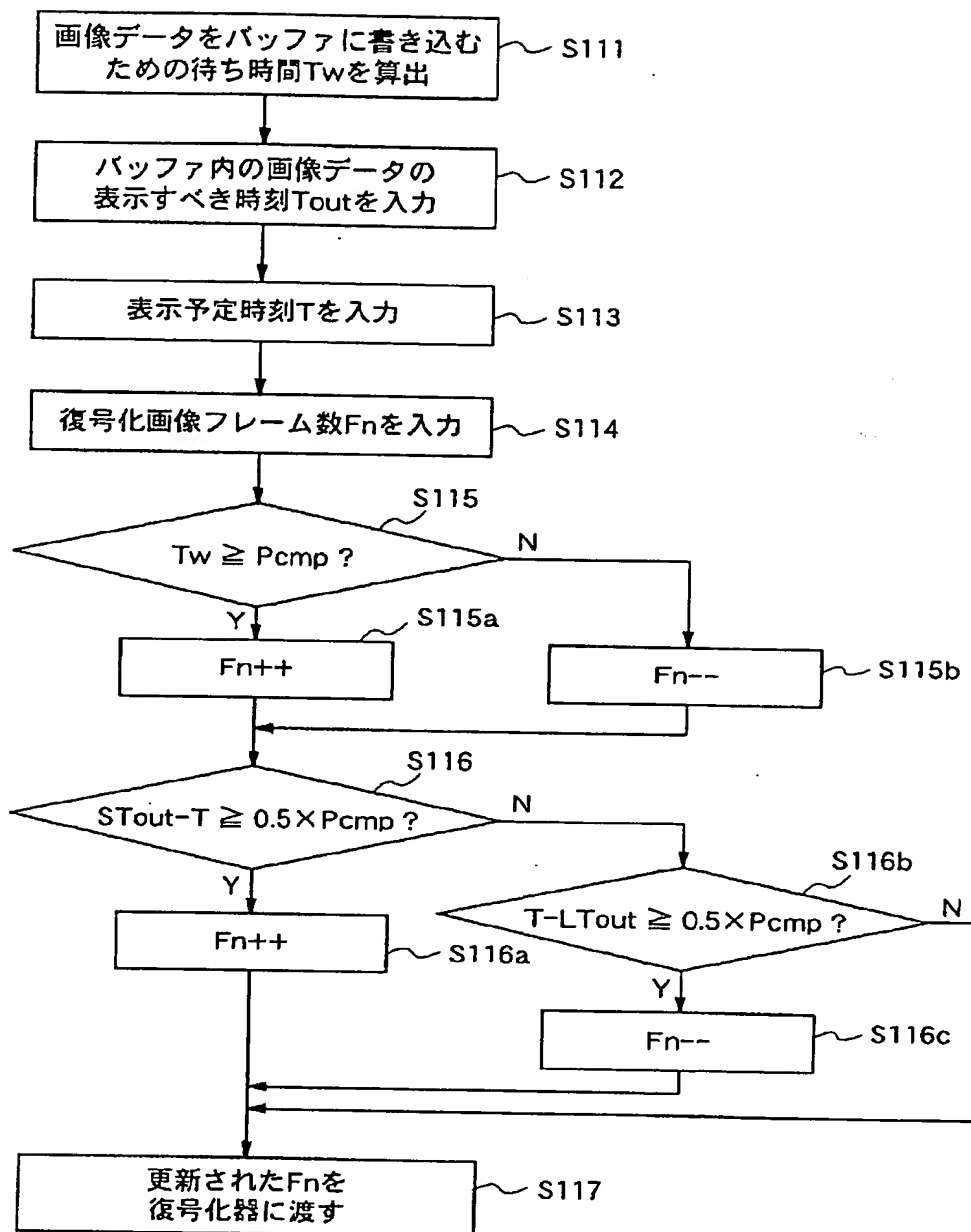 画像データをバッファに書き込む
ための待ち時間Twを算出
S111
バッファ内の画像データの
表示すべき時刻Toutを入力
S112
表示予定時刻Tを入力
S113
復号化画像フレーム数Fnを入力
S114
S115
Tw ≧ Pcmp ?
N
Y
S115a
Fn++
Fn--
S115b
S116
STout-T ≧ 0.5×Pcmp ?
N
Y
S116b
T-LTout ≧ 0.5×Pcmp ?
N
Fn++
S116a
Y
Fn--
S116c
更新されたFnを
復号化器に渡す
S117